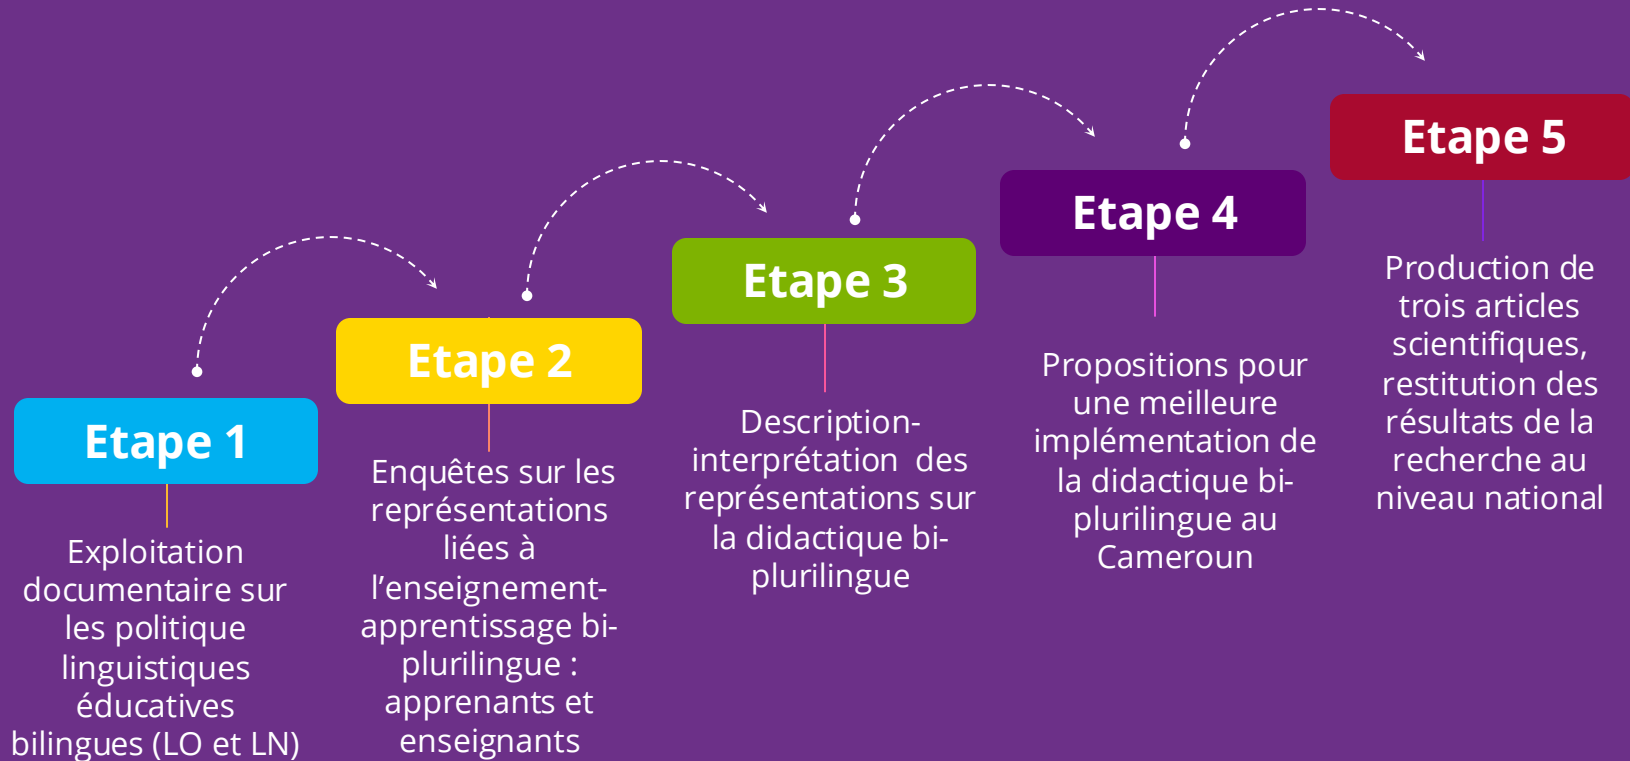 Etape 1
Exploitation
documentaire sur
les politique
linguistiques
éducatives
bilingues (LO et LN)
Etape 2
Enquêtes sur les
représentations
liées à
l’enseignement-
apprentissage bi-
plurilingue :
apprenants et
enseignants
Etape 3
Description-
interprétation  des
représentations sur
la didactique bi-
plurilingue
Etape 4
Propositions pour
une meilleure
implémentation de
la didactique bi-
plurilingue au
Cameroun
Etape 5
Production de
trois articles
scientifiques,
restitution des
résultats de la
recherche au
niveau national